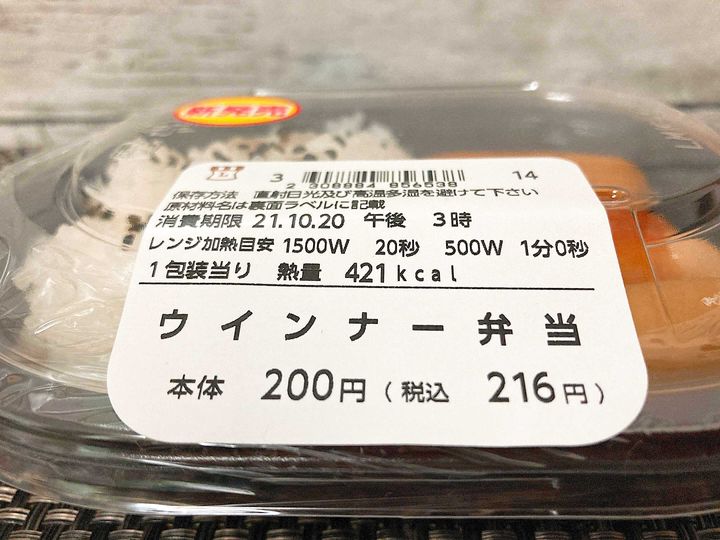 新発売
3 14
2 308884 856538
保存方法 直射日光及び高温多湿を避けて下さい
原材料名は裏面ラベルに記載
消費期限 21.10.20 午後 3時
レンジ加熱目安 1500W 20秒 500W 1分0秒
1包装当り 熱量 421kcal
ウインナー弁当
本体 200円(税込 216円)